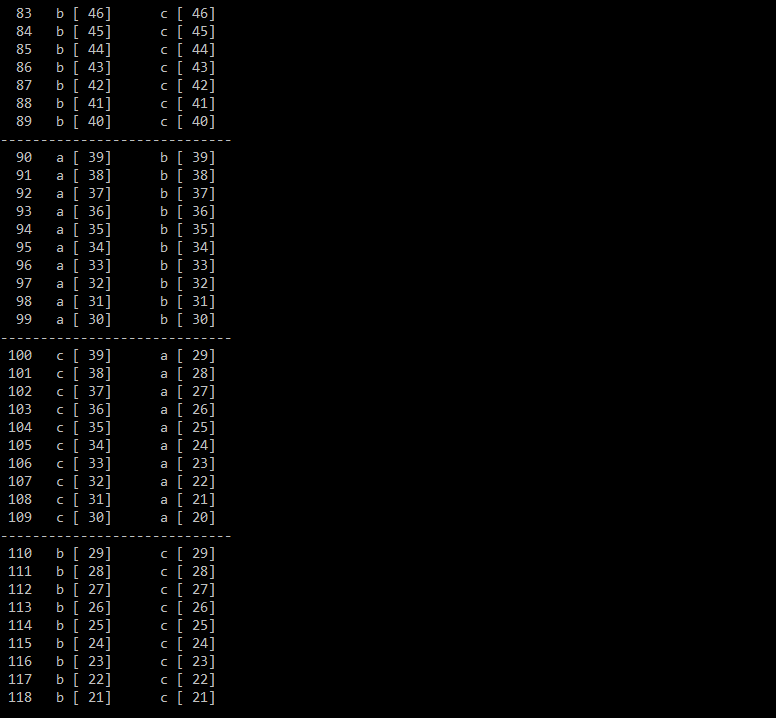 83   b [ 46]      c [ 46]
 84   b [ 45]      c [ 45]
 85   b [ 44]      c [ 44]
 86   b [ 43]      c [ 43]
 87   b [ 42]      c [ 42]
 88   b [ 41]      c [ 41]
 89   b [ 40]      c [ 40]
-----------------------------
 90   a [ 39]      b [ 39]
 91   a [ 38]      b [ 38]
 92   a [ 37]      b [ 37]
 93   a [ 36]      b [ 36]
 94   a [ 35]      b [ 35]
 95   a [ 34]      b [ 34]
 96   a [ 33]      b [ 33]
 97   a [ 32]      b [ 32]
 98   a [ 31]      b [ 31]
 99   a [ 30]      b [ 30]
-----------------------------
100   c [ 39]      a [ 29]
101   c [ 38]      a [ 28]
102   c [ 37]      a [ 27]
103   c [ 36]      a [ 26]
104   c [ 35]      a [ 25]
105   c [ 34]      a [ 24]
106   c [ 33]      a [ 23]
107   c [ 32]      a [ 22]
108   c [ 31]      a [ 21]
109   c [ 30]      a [ 20]
-----------------------------
110   b [ 29]      c [ 29]
111   b [ 28]      c [ 28]
112   b [ 27]      c [ 27]
113   b [ 26]      c [ 26]
114   b [ 25]      c [ 25]
115   b [ 24]      c [ 24]
116   b [ 23]      c [ 23]
117   b [ 22]      c [ 22]
118   b [ 21]      c [ 21]